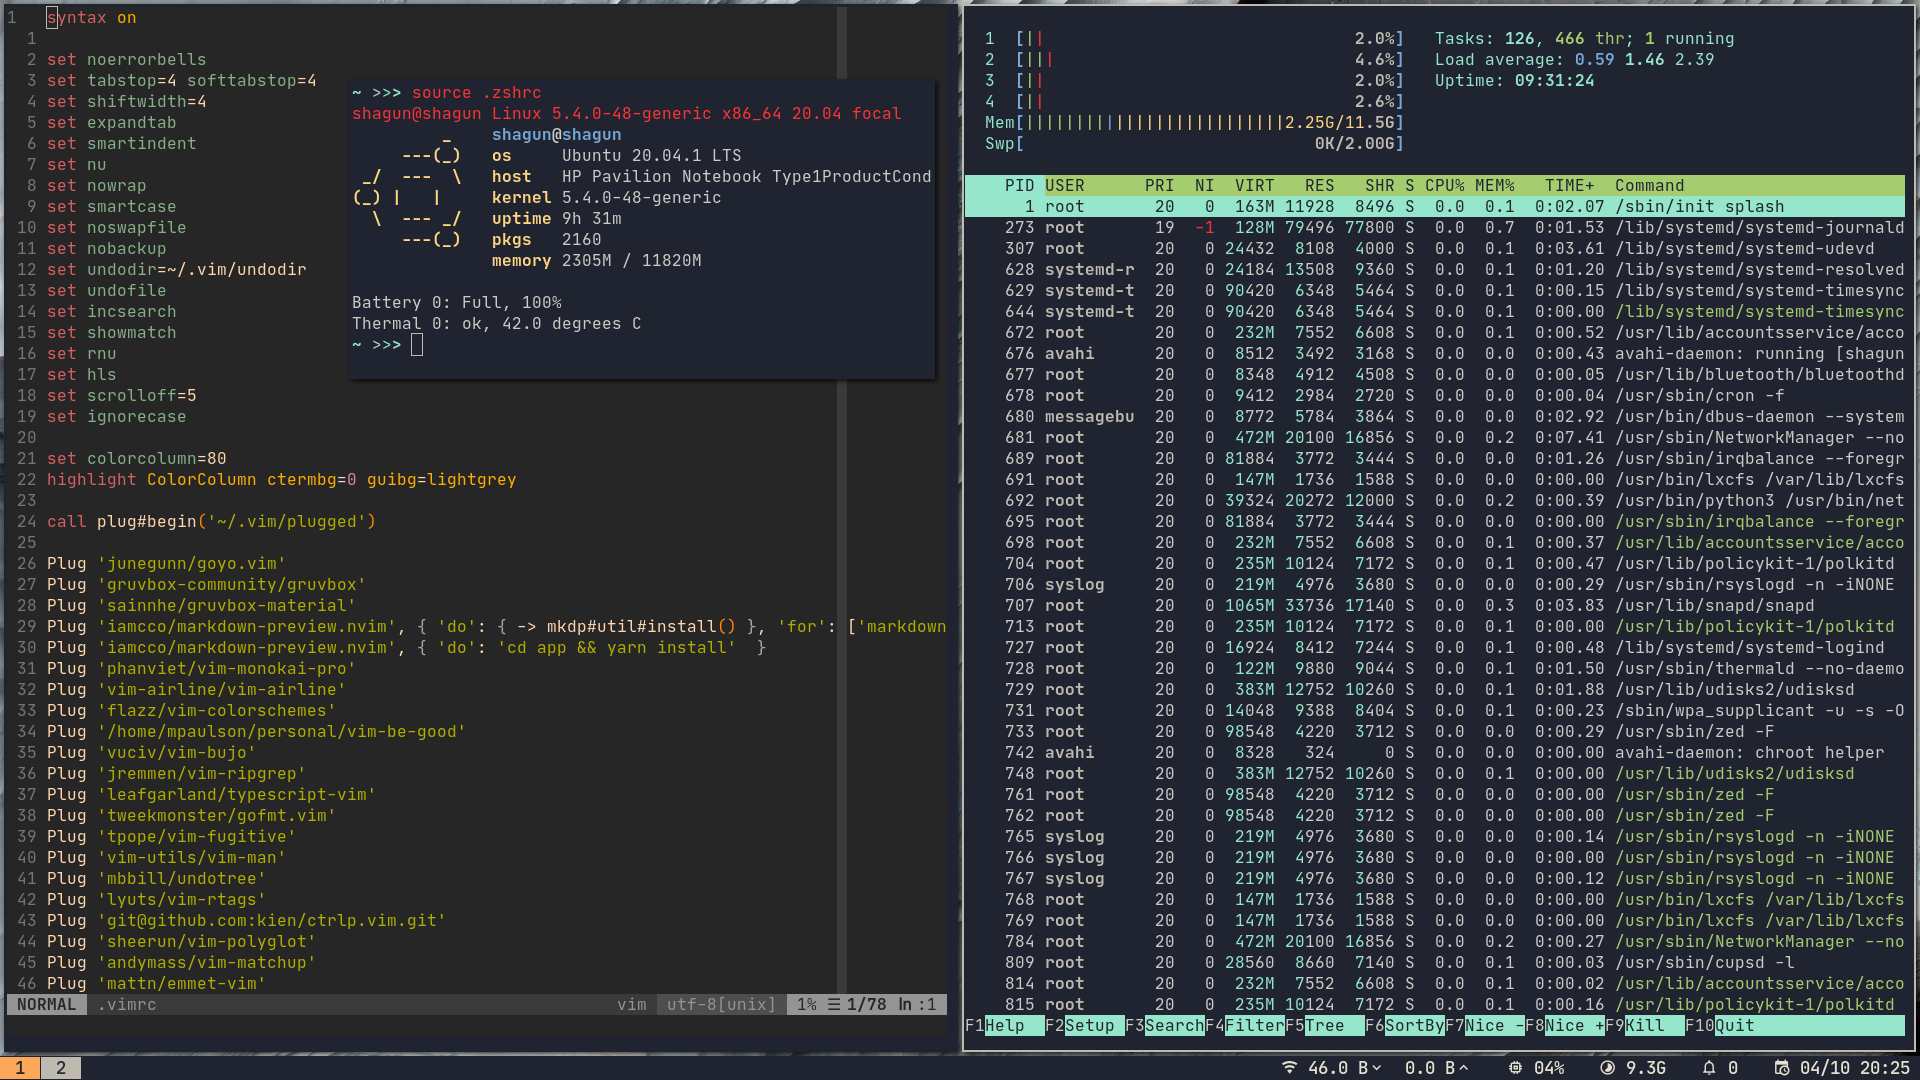 1 syntax on
1
2 set noerrorbells
3 set tabstop=4 softtabstop=4
4 set shiftwidth=4
5 set expandtab
6 set smartindent
7 set nu
8 set nowrap
9 set smartcase
10 set noswapfile
11 set nobackup
12 set undodir=~/.vim/undodir
13 set undofile
14 set incsearch
15 set showmatch
16 set rnu
17 set hls
18 set scrolloff=5
19 set ignorecase
20
21 set colorcolumn=80
22 highlight ColorColumn ctermbg=0 guibg=lightgrey
23
24 call plug#begin('~/.vim/plugged')
25
26 Plug 'junegunn/goyo.vim'
27 Plug 'gruvbox-community/gruvbox'
28 Plug 'sainnhe/gruvbox-material'
29 Plug 'iamcco/markdown-preview.nvim', { 'do': { -> mkdp#util#install() }, 'for': ['markdown
30 Plug 'iamcco/markdown-preview.nvim', { 'do': 'cd app && yarn install'  }
31 Plug 'phanviet/vim-monokai-pro'
32 Plug 'vim-airline/vim-airline'
33 Plug 'flazz/vim-colorschemes'
34 Plug '/home/mpaulson/personal/vim-be-good'
35 Plug 'vuciv/vim-bujo'
36 Plug 'jremmen/vim-ripgrep'
37 Plug 'leafgarland/typescript-vim'
38 Plug 'tweekmonster/gofmt.vim'
39 Plug 'tpope/vim-fugitive'
40 Plug 'vim-utils/vim-man'
41 Plug 'mbbill/undotree'
42 Plug 'lyuts/vim-rtags'
43 Plug 'git@github.com:kien/ctrlp.vim.git'
44 Plug 'sheerun/vim-polyglot'
45 Plug 'andymass/vim-matchup'
46 Plug 'mattn/emmet-vim'
NORMAL .vimrc vim utf-8[unix] 1% ☰ 1/78 ln :1
~ >>> source .zshrc
shagun@shagun Linux 5.4.0-48-generic x86_64 20.04 focal
shagun@shagun
os Ubuntu 20.04.1 LTS
host HP Pavilion Notebook Type1ProductCond
kernel 5.4.0-48-generic
uptime 9h 31m
pkgs 2160
memory 2305M / 11820M
Battery 0: Full, 100%
Thermal 0: ok, 42.0 degrees C
~ >>>
1 [|| 2.0%] Tasks: 126, 466 thr; 1 running
2 [||| 4.6%] Load average: 0.59 1.46 2.39
3 [|| 2.0%] Uptime: 09:31:24
4 [|| 2.6%]
Mem[||||||||||||||||||||||||||2.25G/11.5G]
Swp[ 0K/2.00G]
PID USER PRI NI VIRT RES SHR S CPU% MEM% TIME+ Command
1 root 20 0 163M 11928 8496 S 0.0 0.1 0:02.07 /sbin/init splash
273 root 19 -1 128M 79496 77800 S 0.0 0.7 0:01.53 /lib/systemd/systemd-journald
307 root 20 0 24432 8108 4000 S 0.0 0.1 0:03.61 /lib/systemd/systemd-udevd
628 systemd-r 20 0 24184 13508 9360 S 0.0 0.1 0:01.20 /lib/systemd/systemd-resolved
629 systemd-t 20 0 90420 6348 5464 S 0.0 0.1 0:00.15 /lib/systemd/systemd-timesync
644 systemd-t 20 0 90420 6348 5464 S 0.0 0.1 0:00.00 /lib/systemd/systemd-timesync
672 root 20 0 232M 7552 6608 S 0.0 0.1 0:00.52 /usr/lib/accountsservice/acco
676 avahi 20 0 8512 3492 3168 S 0.0 0.0 0:00.43 avahi-daemon: running [shagun
677 root 20 0 8348 4912 4508 S 0.0 0.0 0:00.05 /usr/lib/bluetooth/bluetoothd
678 root 20 0 9412 2984 2720 S 0.0 0.0 0:00.04 /usr/sbin/cron -f
680 messagebu 20 0 8772 5784 3864 S 0.0 0.0 0:02.92 /usr/bin/dbus-daemon --system
681 root 20 0 472M 20100 16856 S 0.0 0.2 0:07.41 /usr/sbin/NetworkManager --no
689 root 20 0 81884 3772 3444 S 0.0 0.0 0:01.26 /usr/sbin/irqbalance --foregr
691 root 20 0 147M 1736 1588 S 0.0 0.0 0:00.00 /usr/bin/lxcfs /var/lib/lxcfs
692 root 20 0 39324 20272 12000 S 0.0 0.2 0:00.39 /usr/bin/python3 /usr/bin/net
695 root 20 0 81884 3772 3444 S 0.0 0.0 0:00.00 /usr/sbin/irqbalance --foregr
698 root 20 0 232M 7552 6608 S 0.0 0.1 0:00.37 /usr/lib/accountsservice/acco
704 root 20 0 235M 10124 7172 S 0.0 0.1 0:00.47 /usr/lib/policykit-1/polkitd
706 syslog 20 0 219M 4976 3680 S 0.0 0.0 0:00.29 /usr/sbin/rsyslogd -n -iNONE
707 root 20 0 1065M 33736 17140 S 0.0 0.3 0:03.83 /usr/lib/snapd/snapd
713 root 20 0 235M 10124 7172 S 0.0 0.1 0:00.00 /usr/lib/policykit-1/polkitd
727 root 20 0 16924 8412 7244 S 0.0 0.1 0:00.48 /lib/systemd/systemd-logind
728 root 20 0 122M 9880 9044 S 0.0 0.1 0:01.50 /usr/sbin/thermald --no-daemo
729 root 20 0 383M 12752 10260 S 0.0 0.1 0:01.88 /usr/lib/udisks2/udisksd
731 root 20 0 14048 9388 8404 S 0.0 0.1 0:00.23 /sbin/wpa_supplicant -u -s -O
733 root 20 0 98548 4220 3712 S 0.0 0.0 0:00.29 /usr/sbin/zed -F
742 avahi 20 0 8328 324 0 S 0.0 0.0 0:00.00 avahi-daemon: chroot helper
748 root 20 0 383M 12752 10260 S 0.0 0.1 0:00.00 /usr/lib/udisks2/udisksd
761 root 20 0 98548 4220 3712 S 0.0 0.0 0:00.00 /usr/sbin/zed -F
762 root 20 0 98548 4220 3712 S 0.0 0.0 0:00.00 /usr/sbin/zed -F
765 syslog 20 0 219M 4976 3680 S 0.0 0.0 0:00.14 /usr/sbin/rsyslogd -n -iNONE
766 syslog 20 0 219M 4976 3680 S 0.0 0.0 0:00.00 /usr/sbin/rsyslogd -n -iNONE
767 syslog 20 0 219M 4976 3680 S 0.0 0.0 0:00.12 /usr/sbin/rsyslogd -n -iNONE
768 root 20 0 147M 1736 1588 S 0.0 0.0 0:00.00 /usr/bin/lxcfs /var/lib/lxcfs
769 root 20 0 147M 1736 1588 S 0.0 0.0 0:00.00 /usr/bin/lxcfs /var/lib/lxcfs
784 root 20 0 472M 20100 16856 S 0.0 0.2 0:00.27 /usr/sbin/NetworkManager --no
809 root 20 0 28560 8660 7140 S 0.0 0.1 0:00.03 /usr/sbin/cupsd -l
814 root 20 0 232M 7552 6608 S 0.0 0.1 0:00.02 /usr/lib/accountsservice/acco
815 root 20 0 235M 10124 7172 S 0.0 0.1 0:00.16 /usr/lib/policykit-1/polkitd
F1Help F2Setup F3SearchF4FilterF5Tree F6SortByF7Nice -F8Nice +F9Kill F10Quit
1 2 46.0 B 0.0 B 04% 9.3G 0 04/10 20:25